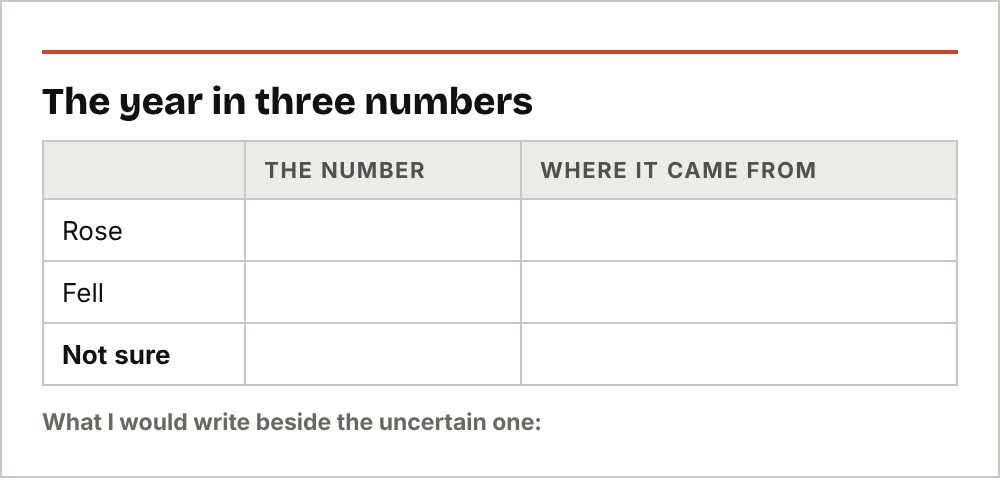 The year in three numbers
THE NUMBER WHERE IT CAME FROM
Rose
Fell
Not sure
What I would write beside the uncertain one: